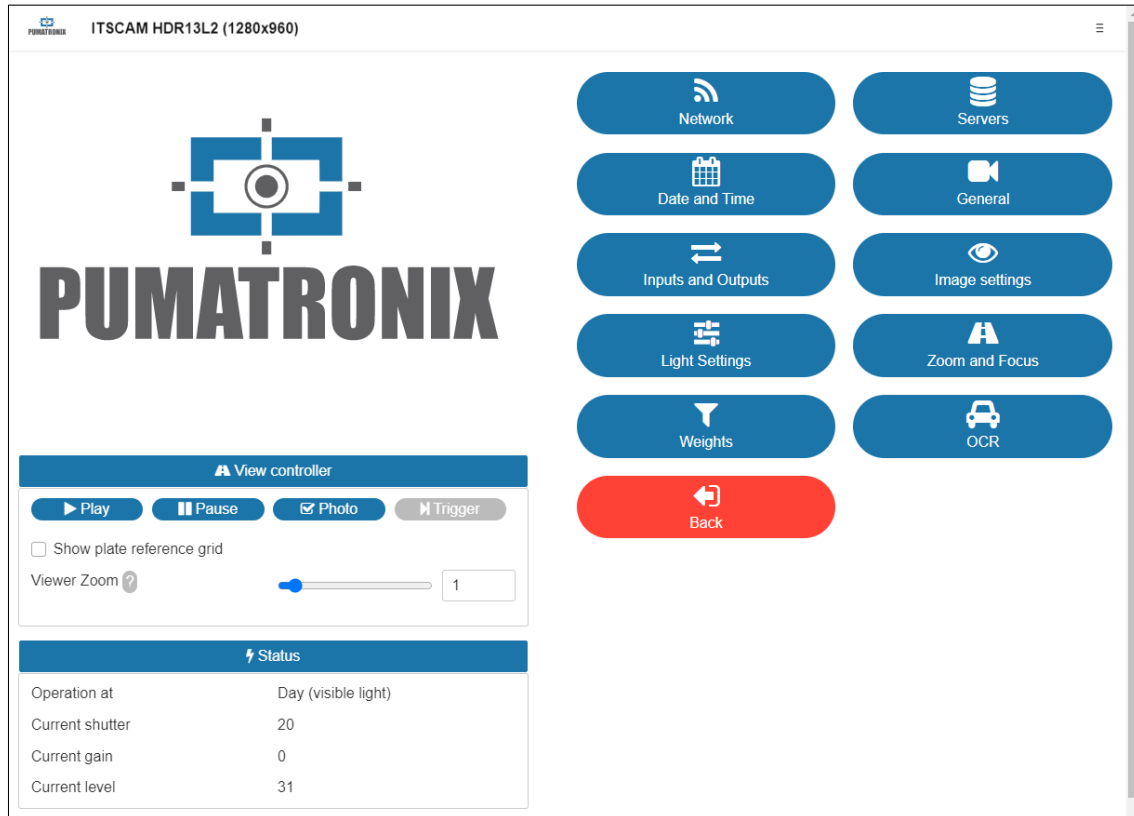 PUMATRONIX
ITSCAM HDR13L2 (1280x960)
PUMATRONIX
View controller
Play
Pause
Photo
Trigger
Show plate reference grid
Viewer Zoom ?
1
Status
Operation at Day (visible light)
Current shutter 20
Current gain 0
Current level 31
Network
Servers
Date and Time
General
Inputs and Outputs
Image settings
Light Settings
Zoom and Focus
Weights
OCR
Back